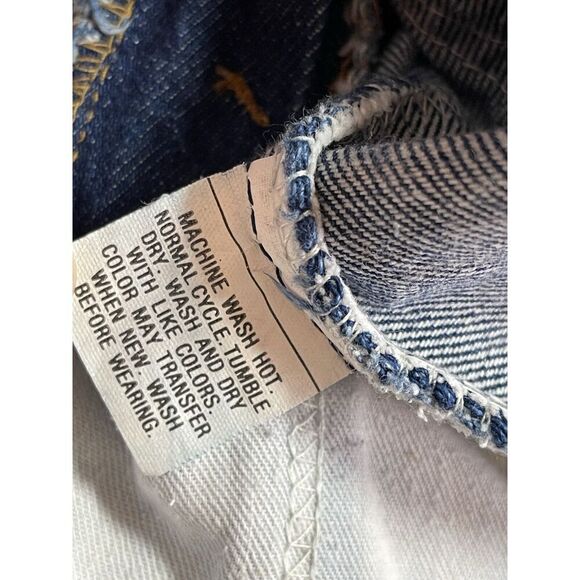 MACHINE WASH HOT.
NORMAL CYCLE. TUMBLE
DRY. WASH AND DRY
WITH LIKE COLORS.
COLOR MAY TRANSFER
WHEN NEW. WASH
BEFORE WEARING.